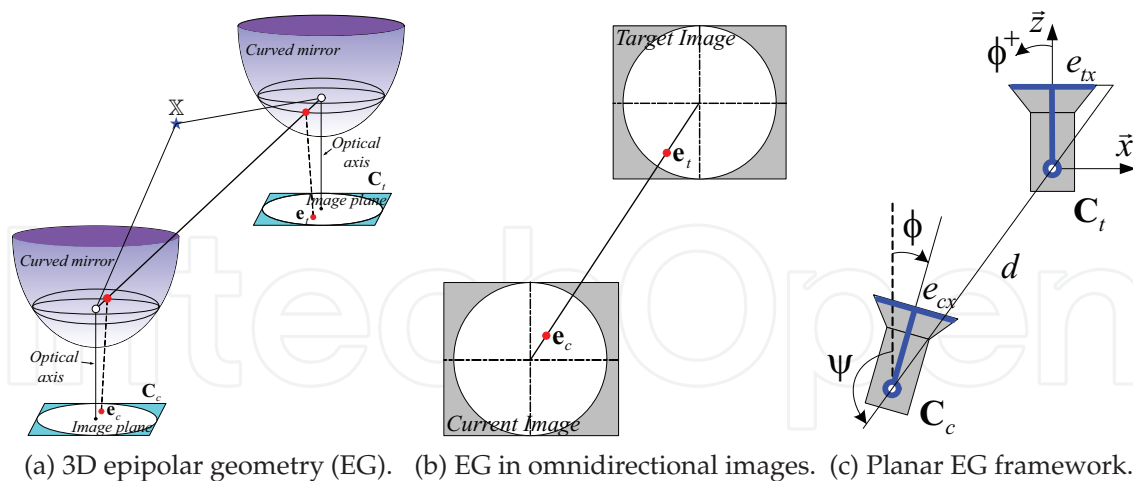 Curved mirror
𝕏
Optical
axis
C_t
Image plane
e_t
Curved mirror
Optical
axis
C_c
e_c
Image plane
(a) 3D epipolar geometry (EG).
Target Image
e_t
e_c
Current Image
(b) EG in omnidirectional images.
z⃗
ϕ⁺
e_tx
x⃗
C_t
ϕ
d
e_cx
ψ
C_c
(c) Planar EG framework.
IntechOpen